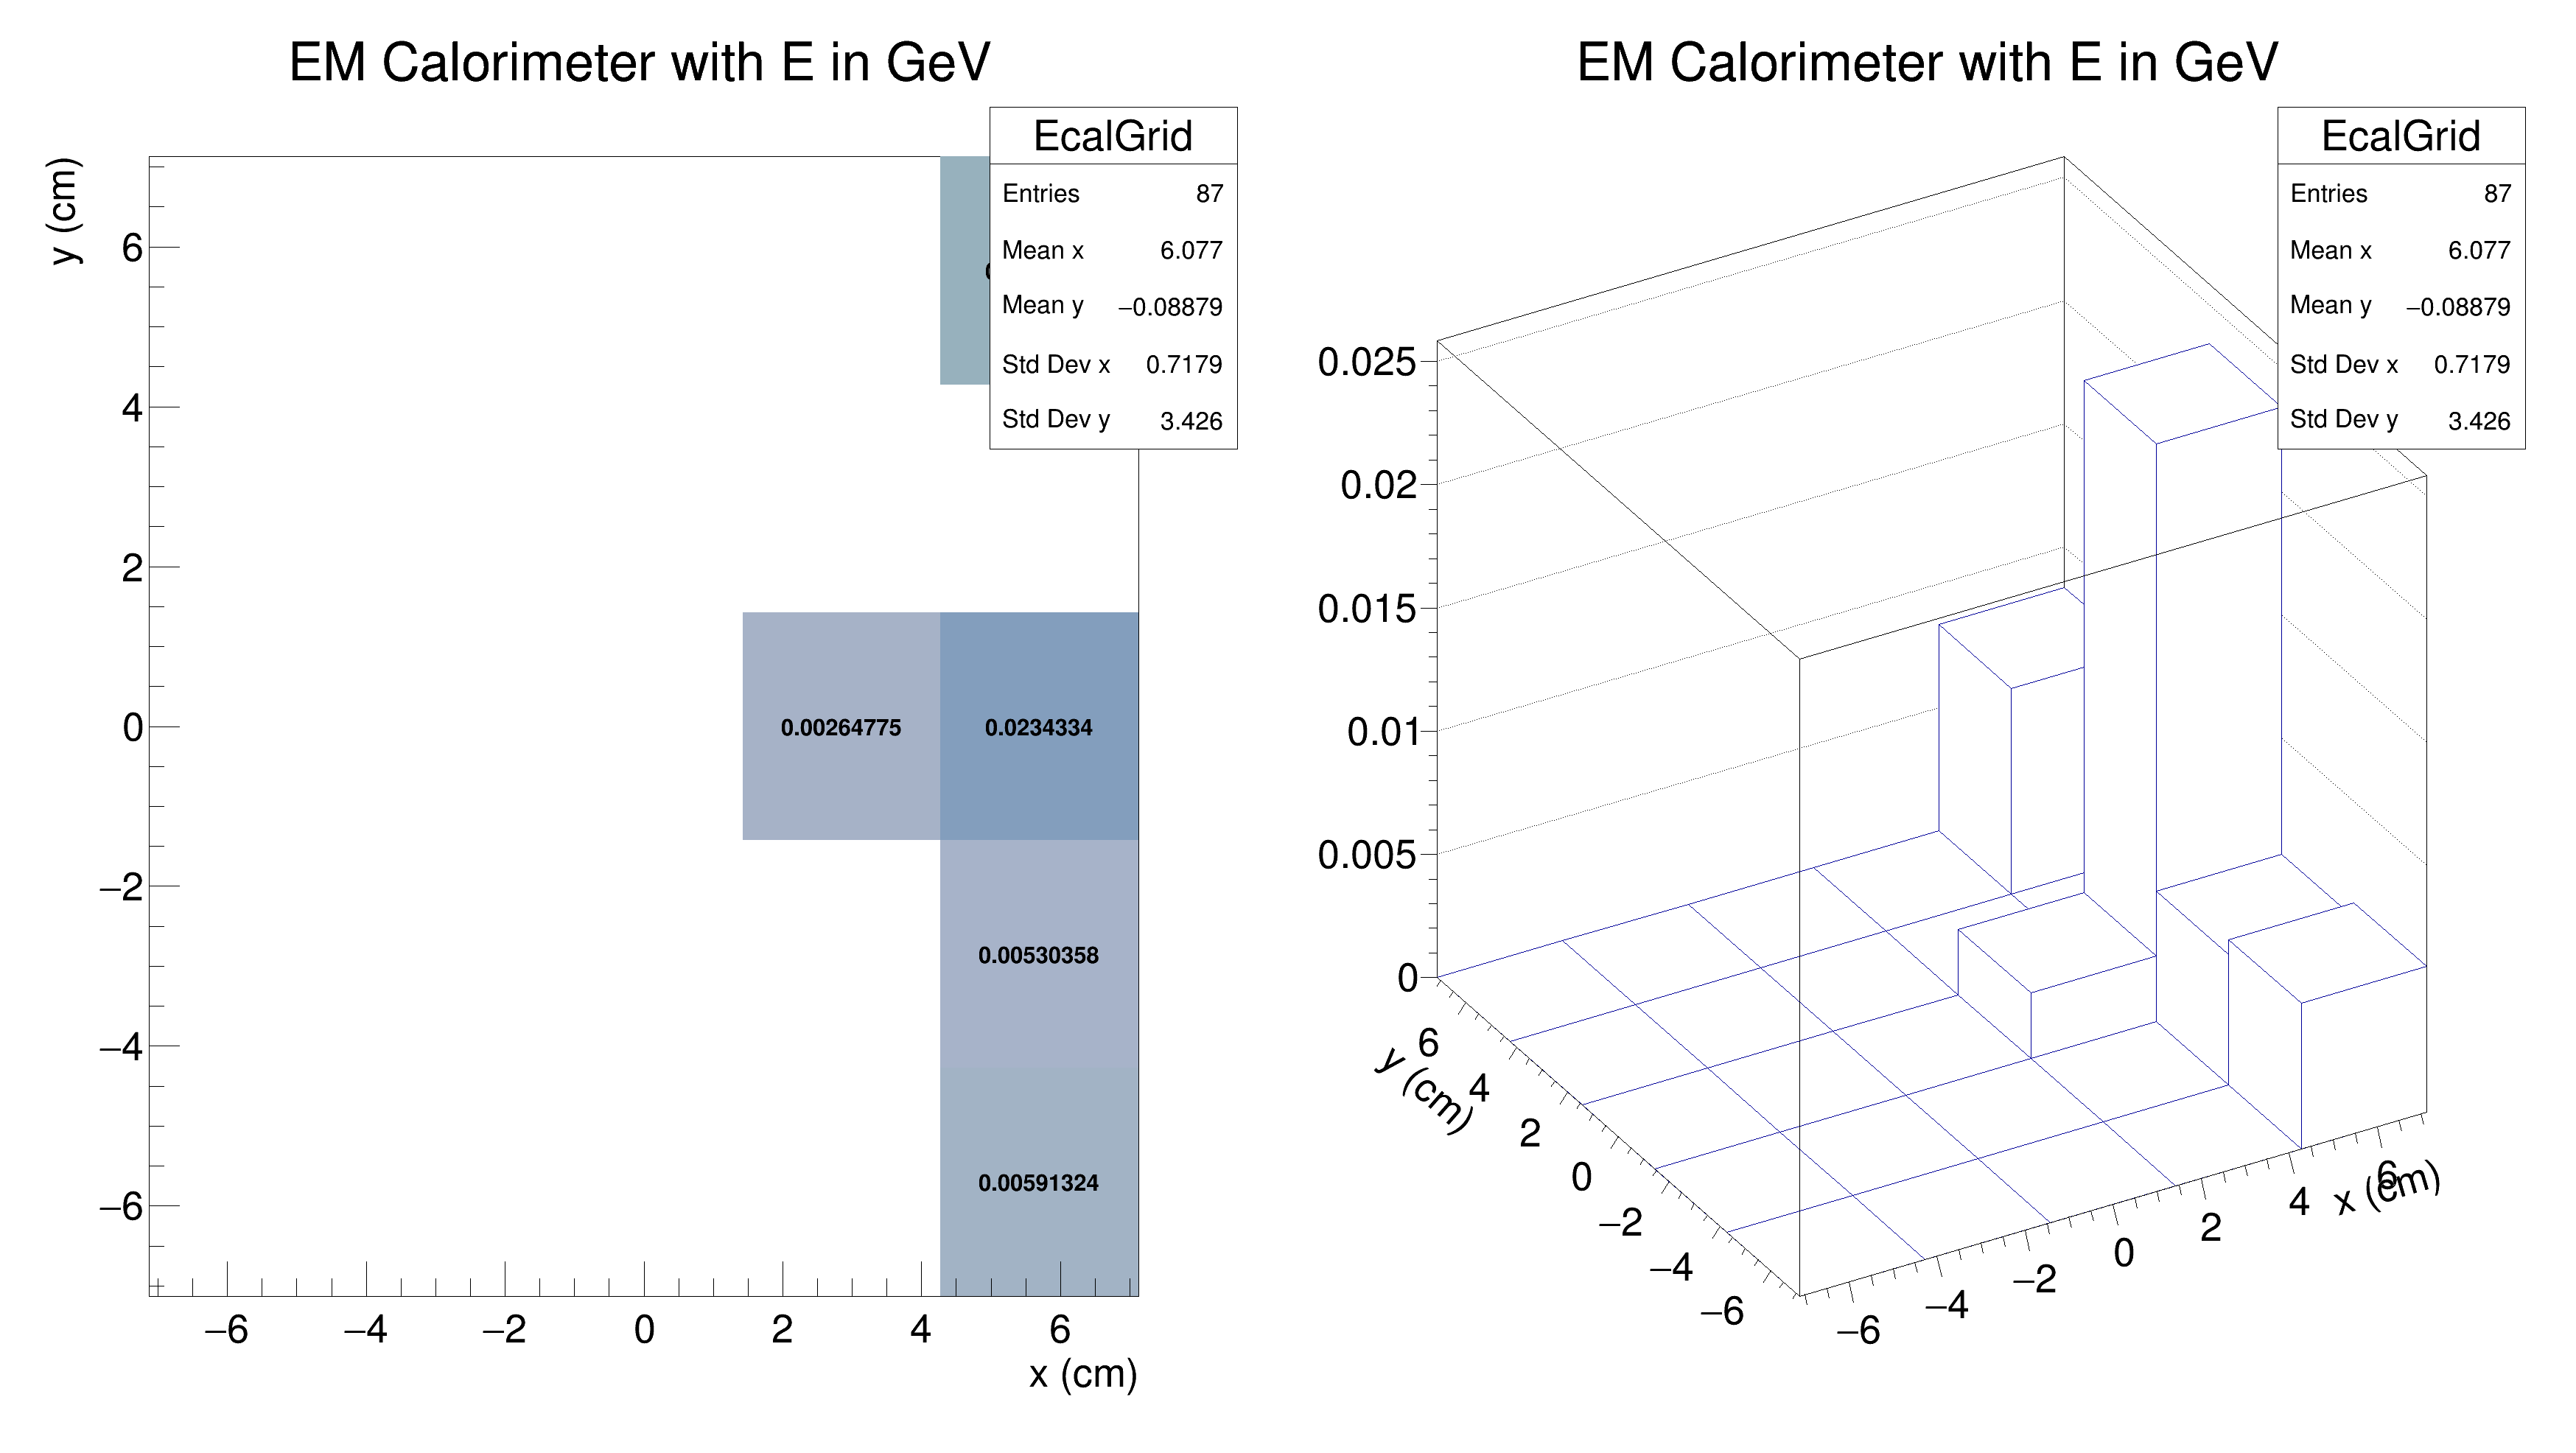 EM Calorimeter with E in GeV
EcalGrid
Entries 87
Mean x 6.077
Mean y −0.08879
Std Dev x 0.7179
Std Dev y 3.426
y (cm)
6
4
2
0
−2
−4
−6
0.00264775
0.0234334
0.00530358
0.00591324
−6 −4 −2 0 2 4 6
x (cm)
EM Calorimeter with E in GeV
EcalGrid
Entries 87
Mean x 6.077
Mean y −0.08879
Std Dev x 0.7179
Std Dev y 3.426
0.025
0.02
0.015
0.01
0.005
0
6
4
2
0
−2
−4
−6
y (cm)
−6
−4
−2
0
2
4
6
x (cm)